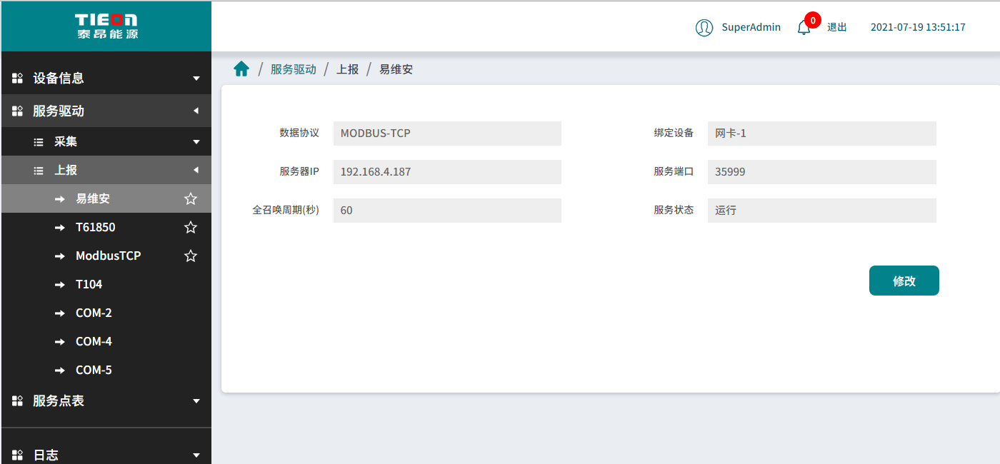 TIEON
泰昂能源
SuperAdmin
0
退出
2021-07-19 13:51:17
设备信息
服务驱动
采集
上报
易维安
T61850
ModbusTCP
T104
COM-2
COM-4
COM-5
服务点表
日志
/ 服务驱动 / 上报 / 易维安
数据协议 MODBUS-TCP
绑定设备 网卡-1
服务器IP 192.168.4.187
服务端口 35999
全召唤周期(秒) 60
服务状态 运行
修改